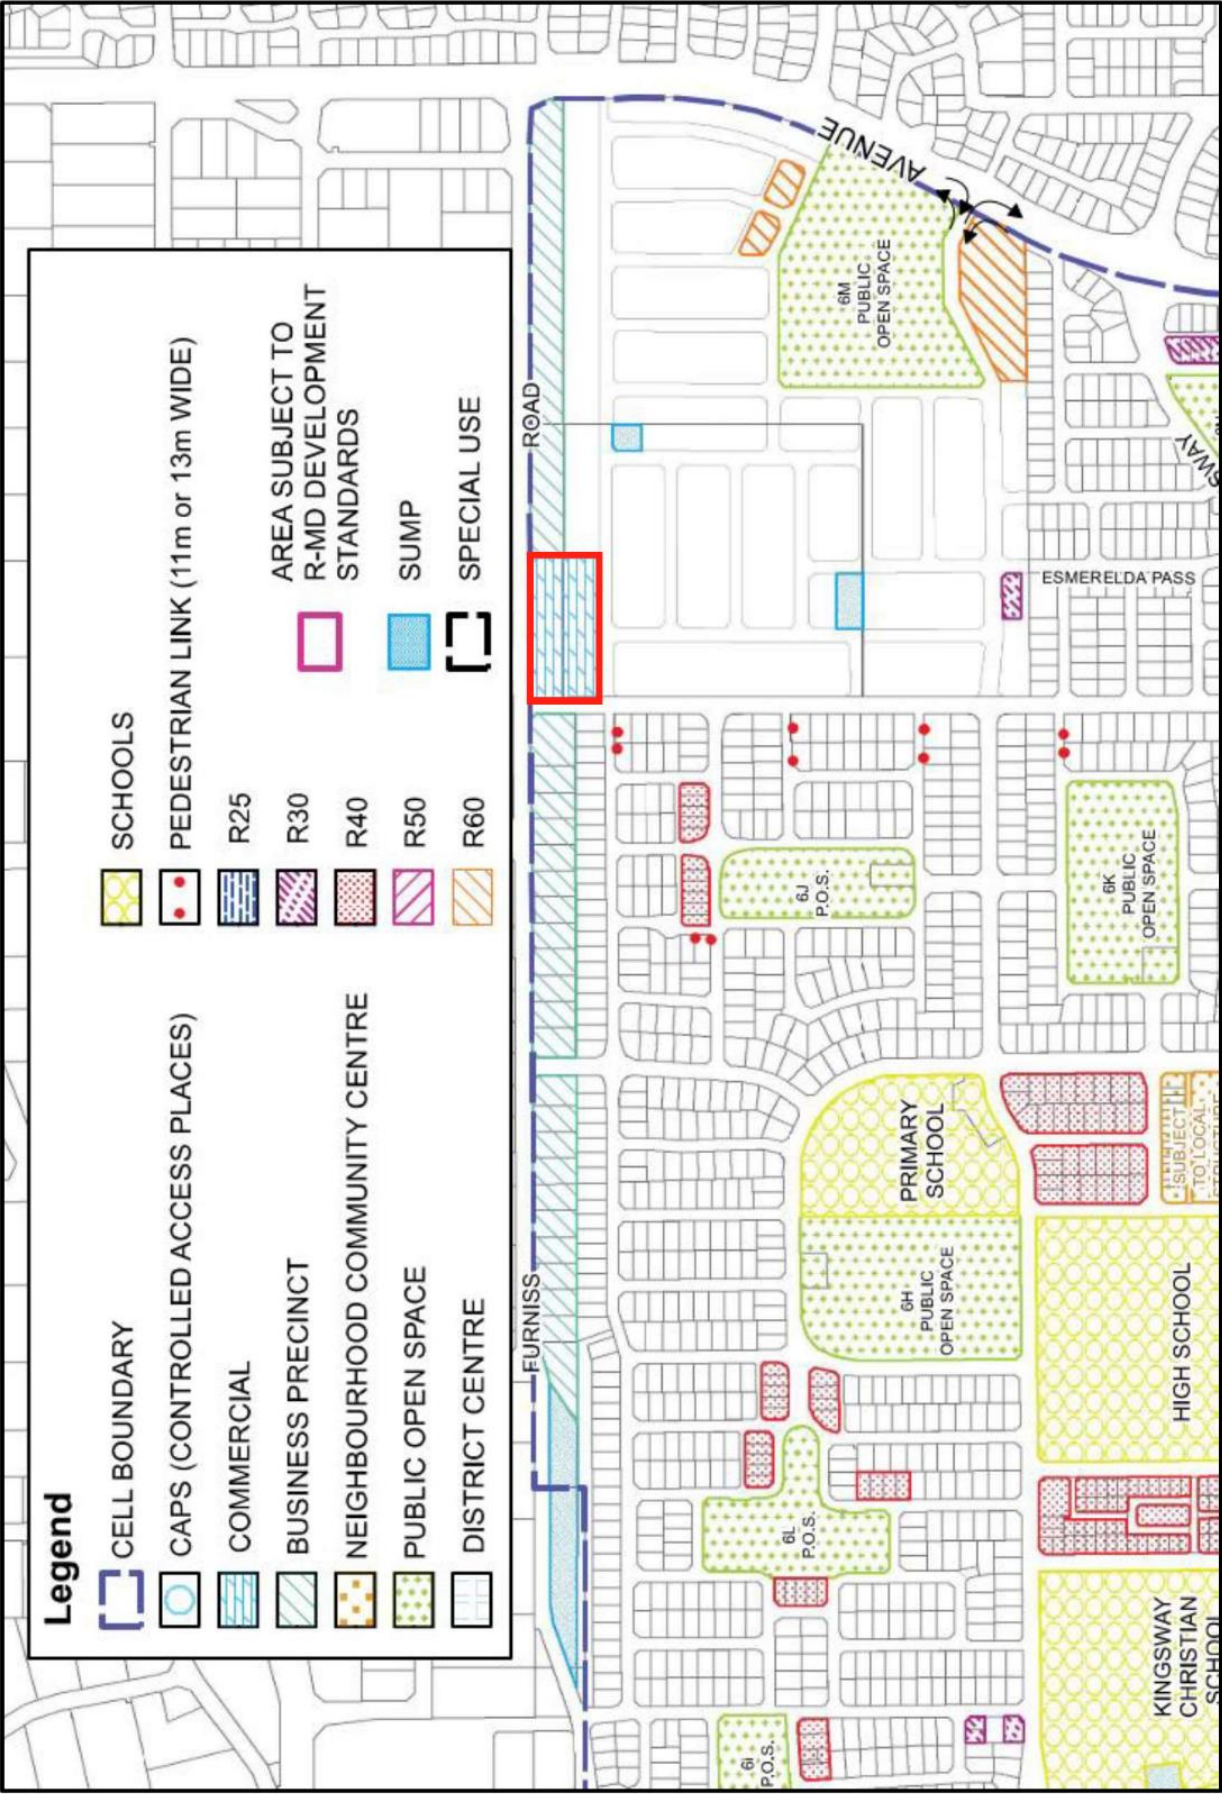 Legend
CELL BOUNDARY
CAPS (CONTROLLED ACCESS PLACES)
COMMERCIAL
BUSINESS PRECINCT
NEIGHBOURHOOD COMMUNITY CENTRE
PUBLIC OPEN SPACE
DISTRICT CENTRE
SCHOOLS
PEDESTRIAN LINK (11m or 13m WIDE)
R25
R30
R40
R50
R60
AREA SUBJECT TO
R-MD DEVELOPMENT
STANDARDS
SUMP
SPECIAL USE
FURNISS
ROAD
AVENUE
6M
PUBLIC
OPEN SPACE
ESMERELDA PASS
SWAY
6J
P.O.S.
6K
PUBLIC
OPEN SPACE
PRIMARY
SCHOOL
6H
PUBLIC
OPEN SPACE
SUBJECT
TO LOCAL
STRUCTURE
HIGH SCHOOL
6L
P.O.S.
6i
P.O.S.
KINGSWAY
CHRISTIAN
SCHOOL